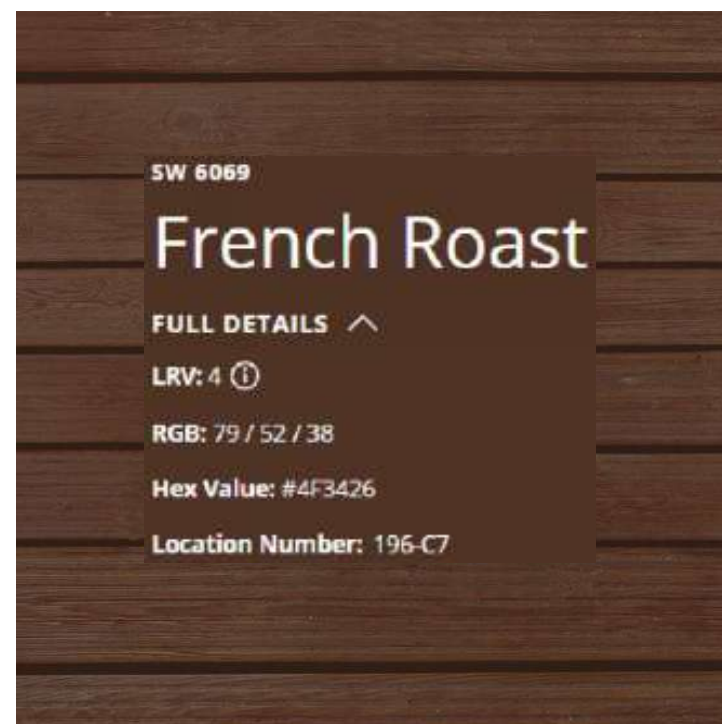 SW 6069
French Roast
FULL DETAILS
LRV: 4
RGB: 79 / 52 / 38
Hex Value: #4F3426
Location Number: 196-C7